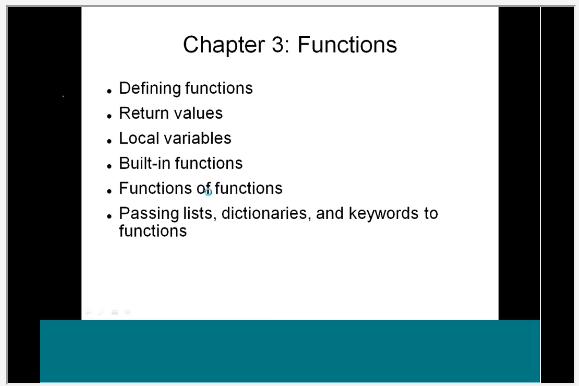 Chapter 3: Functions
• Defining functions
• Return values
• Local variables
• Built-in functions
• Functions of functions
• Passing lists, dictionaries, and keywords to
functions